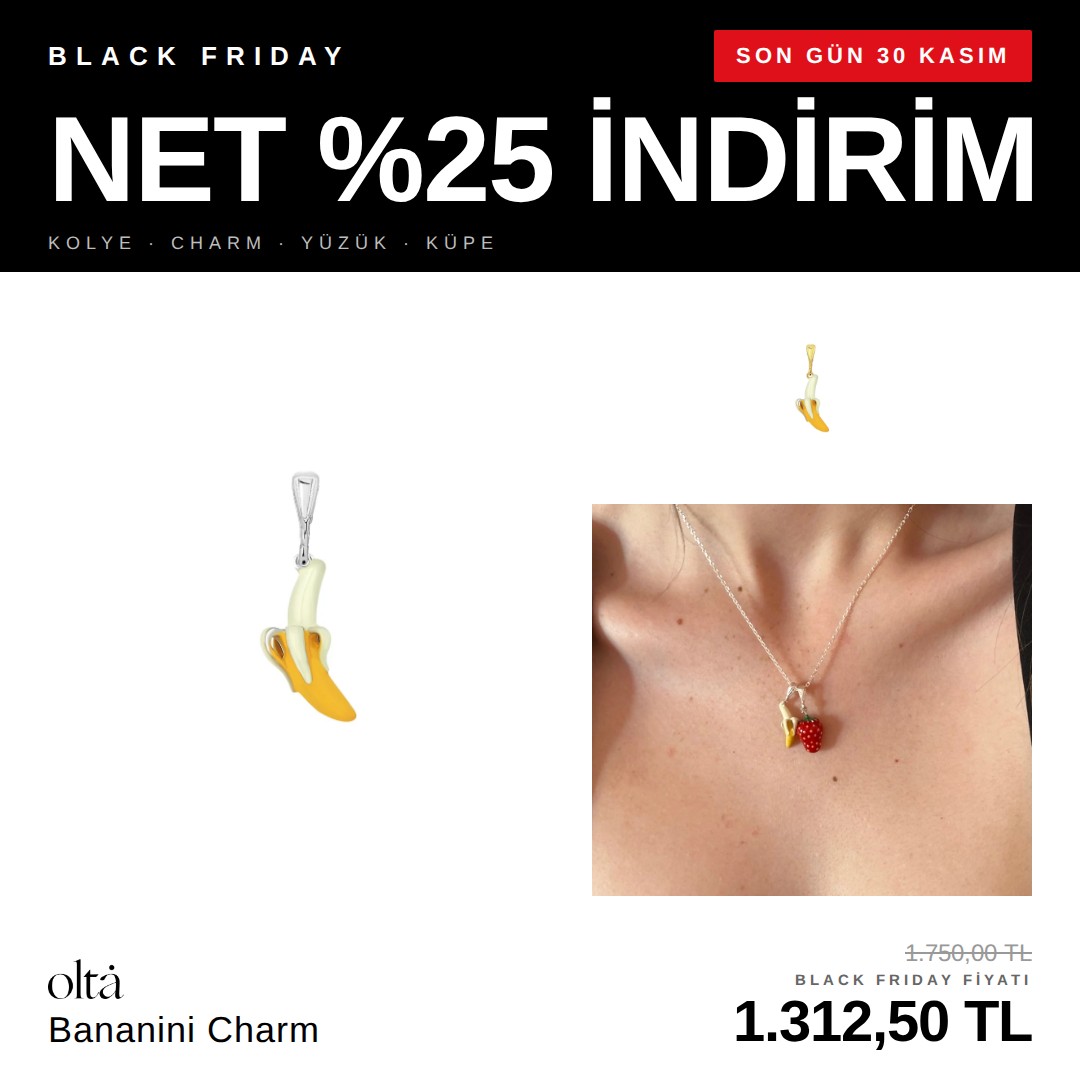 BLACK FRIDAY
SON GÜN 30 KASIM
NET %25 İNDİRİM
KOLYE · CHARM · YÜZÜK · KÜPE
olta
Bananini Charm
1.750,00 TL
BLACK FRIDAY FİYATI
1.312,50 TL